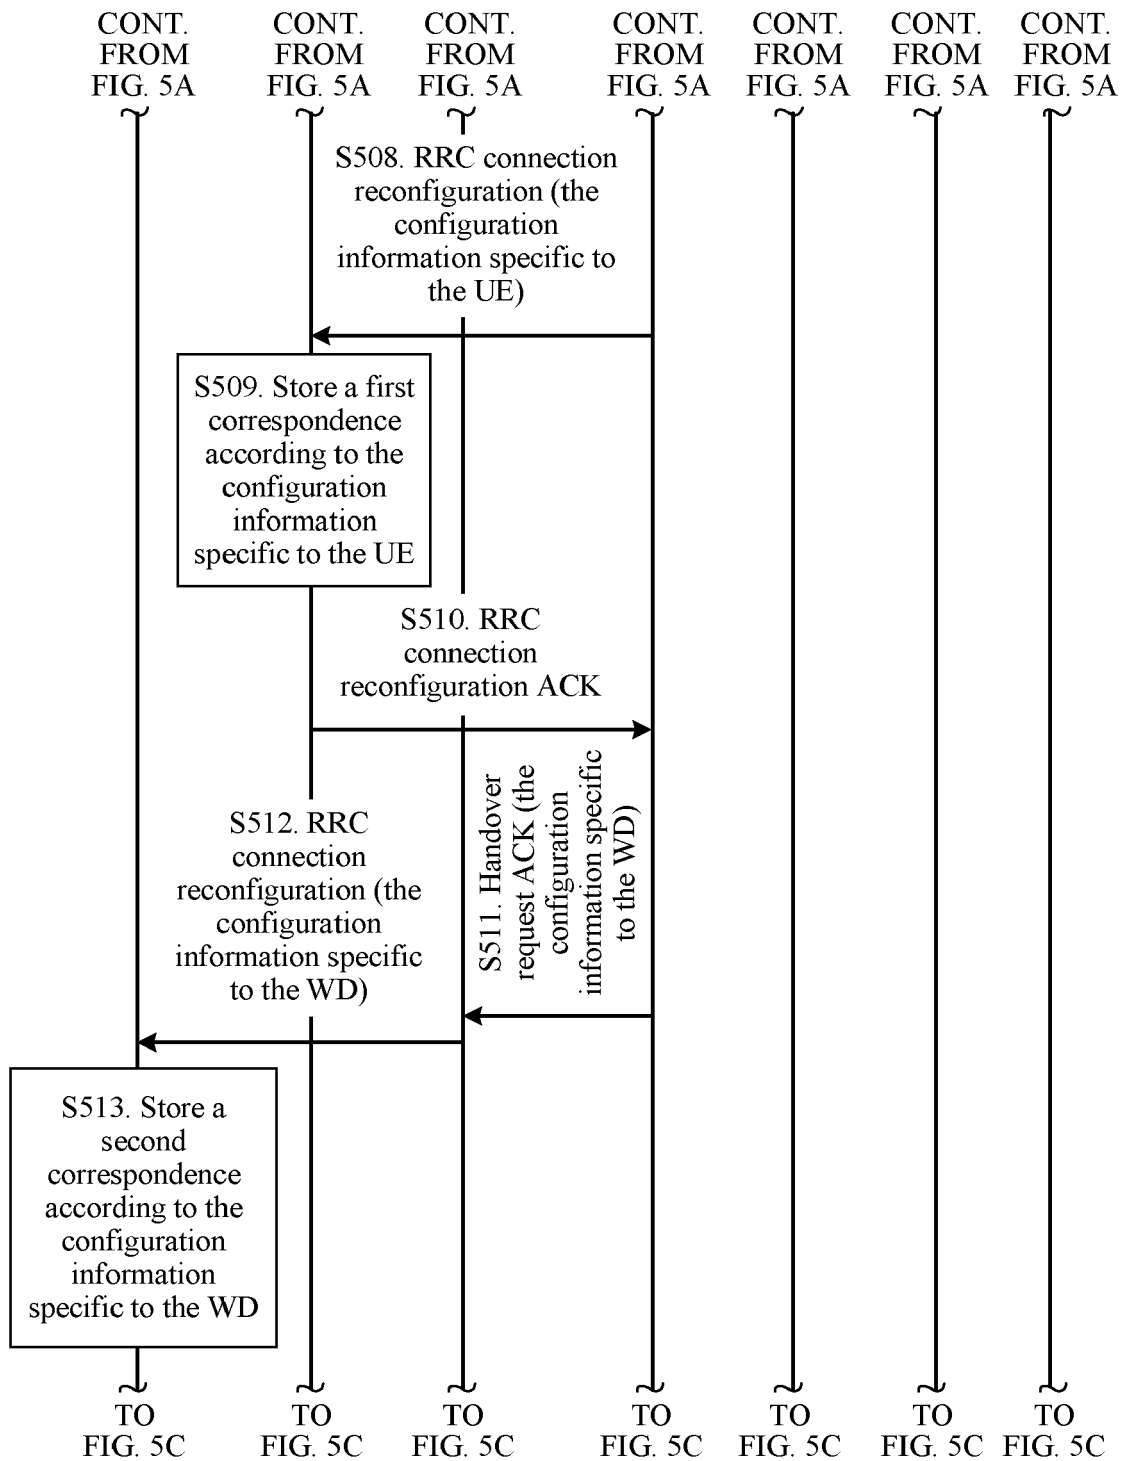 CONT. FROM FIG. 5A
CONT. FROM FIG. 5A
CONT. FROM FIG. 5A
CONT. FROM FIG. 5A
CONT. FROM FIG. 5A
CONT. FROM FIG. 5A
CONT. FROM FIG. 5A
S508. RRC connection
reconfiguration (the
configuration
information specific to
the UE)
S509. Store a first
correspondence
according to the
configuration
information
specific to the UE
S510. RRC
connection
reconfiguration ACK
S511. Handover
request ACK (the
configuration
information specific
to the WD)
S512. RRC
connection
reconfiguration (the
configuration
information specific
to the WD)
S513. Store a
second
correspondence
according to the
configuration
information
specific to the WD
TO FIG. 5C
TO FIG. 5C
TO FIG. 5C
TO FIG. 5C
TO FIG. 5C
TO FIG. 5C
TO FIG. 5C